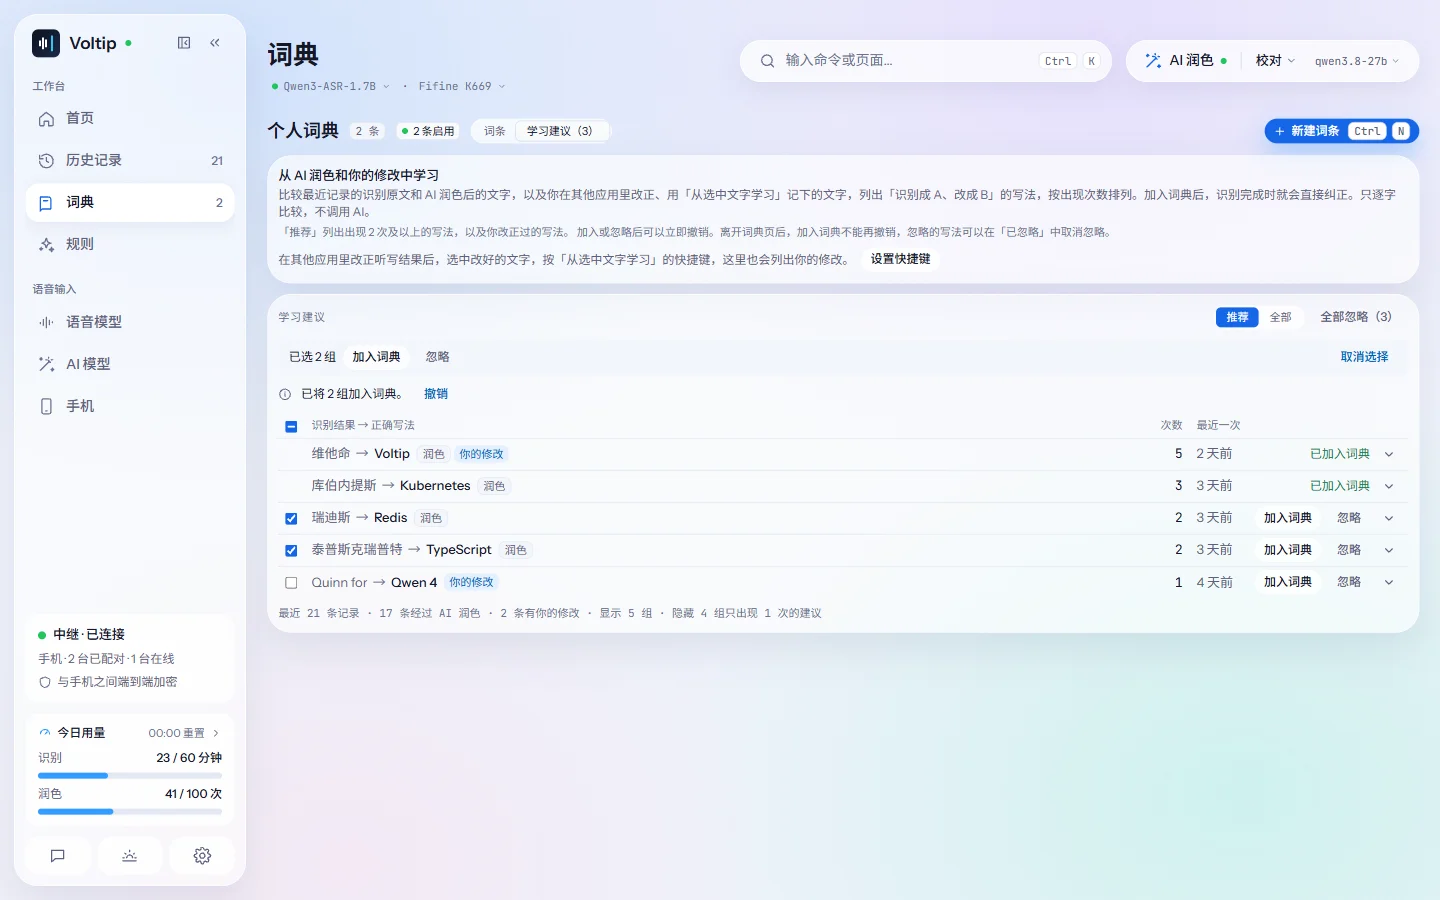 Voltip
工作台
首页
历史记录 21
词典 2
规则
语音输入
语音模型
AI 模型
手机
中继·已连接
手机·2 台已配对·1 台在线
与手机之间端到端加密
今日用量 00:00 重置
识别 23 / 60 分钟
润色 41 / 100 次
词典
Qwen3-ASR-1.7B · Fifine K669
输入命令或页面... Ctrl K
AI 润色 校对 qwen3.8-27b
个人词典 2 条 2 条启用 词条 学习建议（3）
新建词条 Ctrl N
从 AI 润色和你的修改中学习
比较最近记录的识别原文和 AI 润色后的文字，以及你在其他应用里改正、用「从选中文字学习」记下的文字，列出「识别成 A、改成 B」的写法，按出现次数排列。加入词典后，识别完成时就会直接纠正。只逐字
比较，不调用 AI。
「推荐」列出出现 2 次及以上的写法，以及你改正过的写法。 加入或忽略后可以立即撤销。离开词典页后，加入词典不能再撤销，忽略的写法可以在「已忽略」中取消忽略。
在其他应用里改正听写结果后，选中改好的文字，按「从选中文字学习」的快捷键，这里也会列出你的修改。 设置快捷键
学习建议 推荐 全部 全部忽略（3）
已选 2 组 加入词典 忽略 取消选择
已将 2 组加入词典。 撤销
识别结果 → 正确写法 次数 最近一次
维他命 → Voltip 润色 你的修改 5 2 天前 已加入词典
库伯内提斯 → Kubernetes 润色 3 3 天前 已加入词典
瑞迪斯 → Redis 润色 2 3 天前 加入词典 忽略
泰普斯克瑞普特 → TypeScript 润色 2 3 天前 加入词典 忽略
Quinn for → Qwen 4 你的修改 1 4 天前 加入词典 忽略
最近 21 条记录 · 17 条经过 AI 润色 · 2 条有你的修改 · 显示 5 组 · 隐藏 4 组只出现 1 次的建议